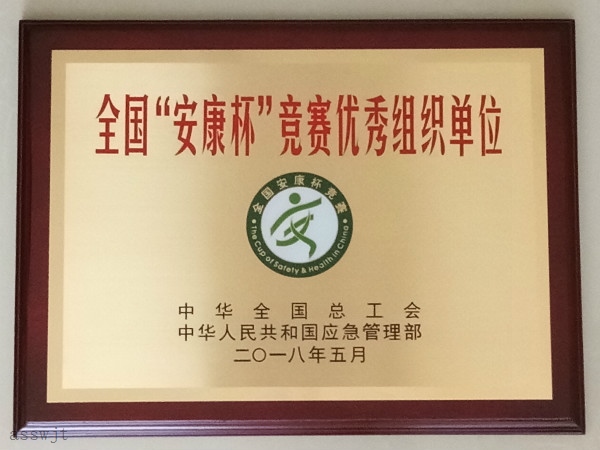 全国“安康杯”竞赛优秀组织单位
全国安康杯竞赛
The Cup of Safety & Health in China
中华全国总工会
中华人民共和国应急管理部
二〇一八年五月
asswjt